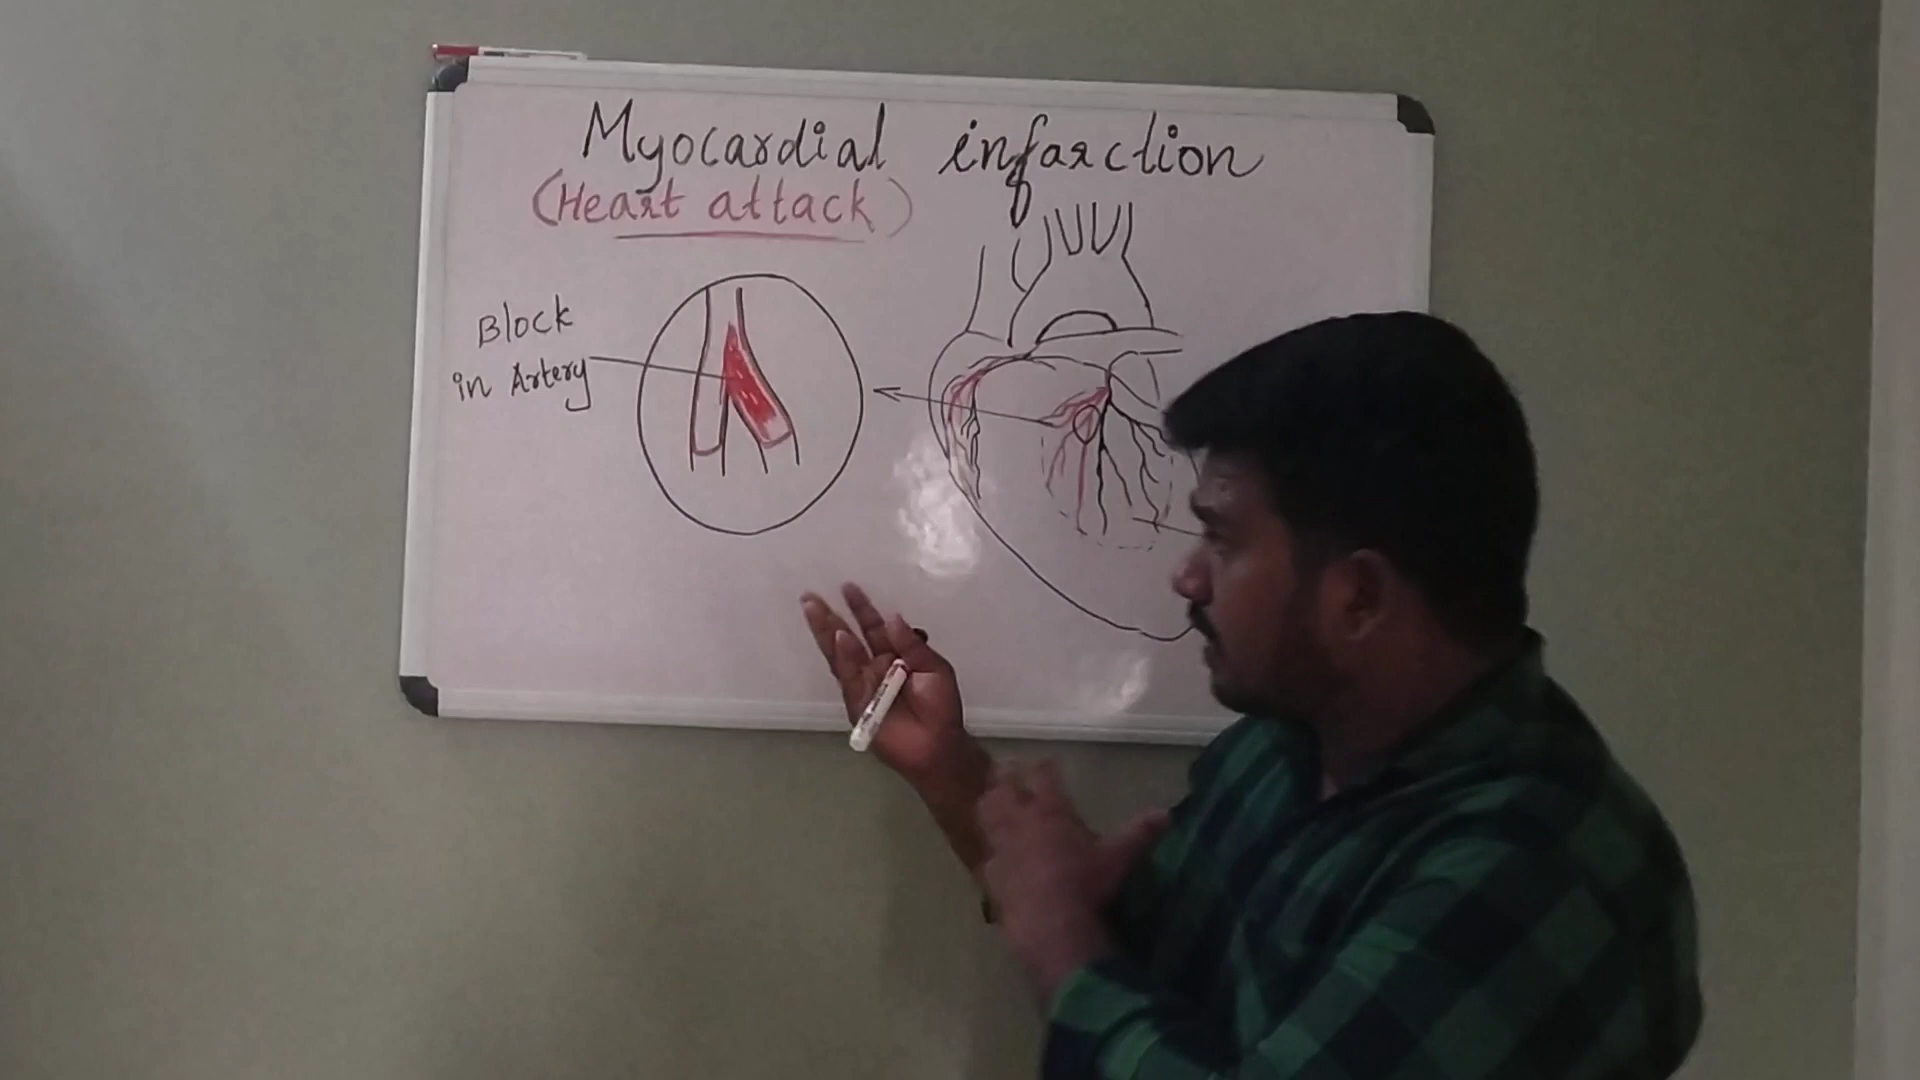 Myocardial infarction
(Heart attack)
Block
in Artery